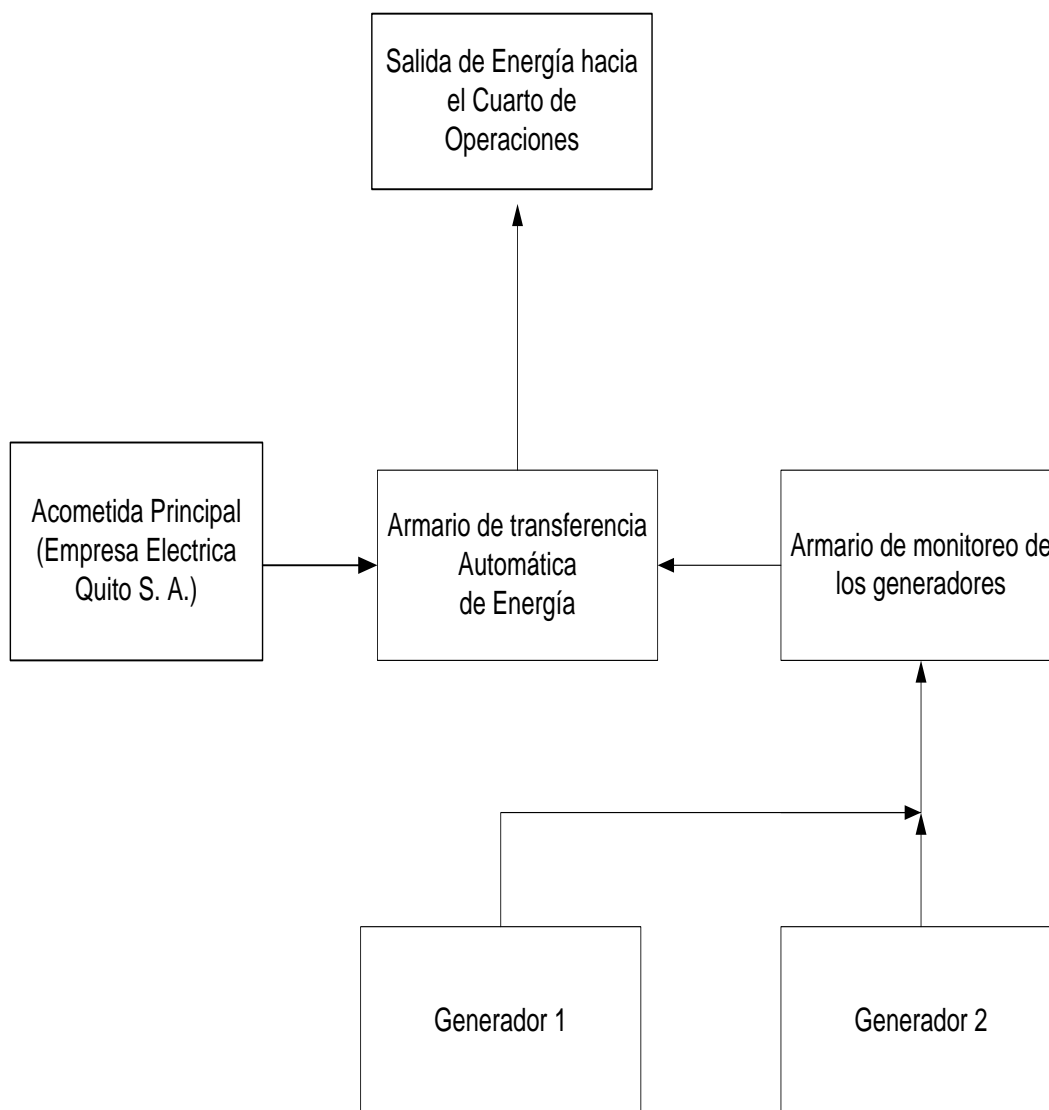 Salida de Energía hacia
el Cuarto de
Operaciones
Acometida Principal
(Empresa Electrica
Quito S. A.)
Armario de transferencia
Automática
de Energía
Armario de monitoreo de
los generadores
Generador 1
Generador 2